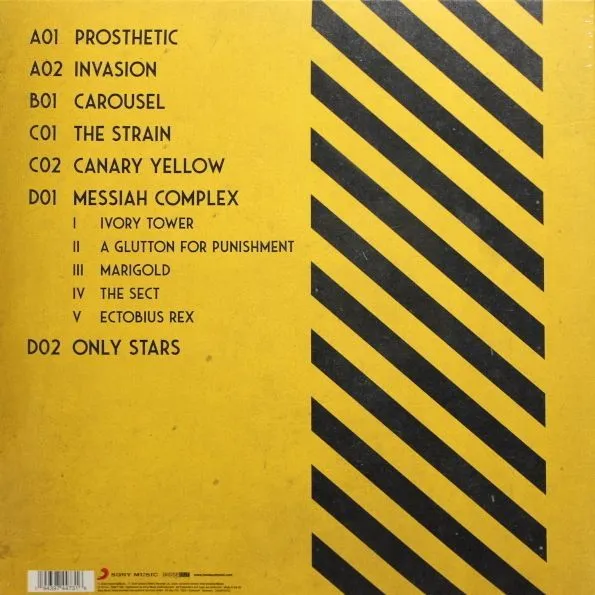 A01 PROSTHETIC
A02 INVASION
B01 CAROUSEL
C01 THE STRAIN
C02 CANARY YELLOW
D01 MESSIAH COMPLEX
I IVORY TOWER
II A GLUTTON FOR PUNISHMENT
III MARIGOLD
IV THE SECT
V ECTOBIUS REX
D02 ONLY STARS
SONY MUSIC